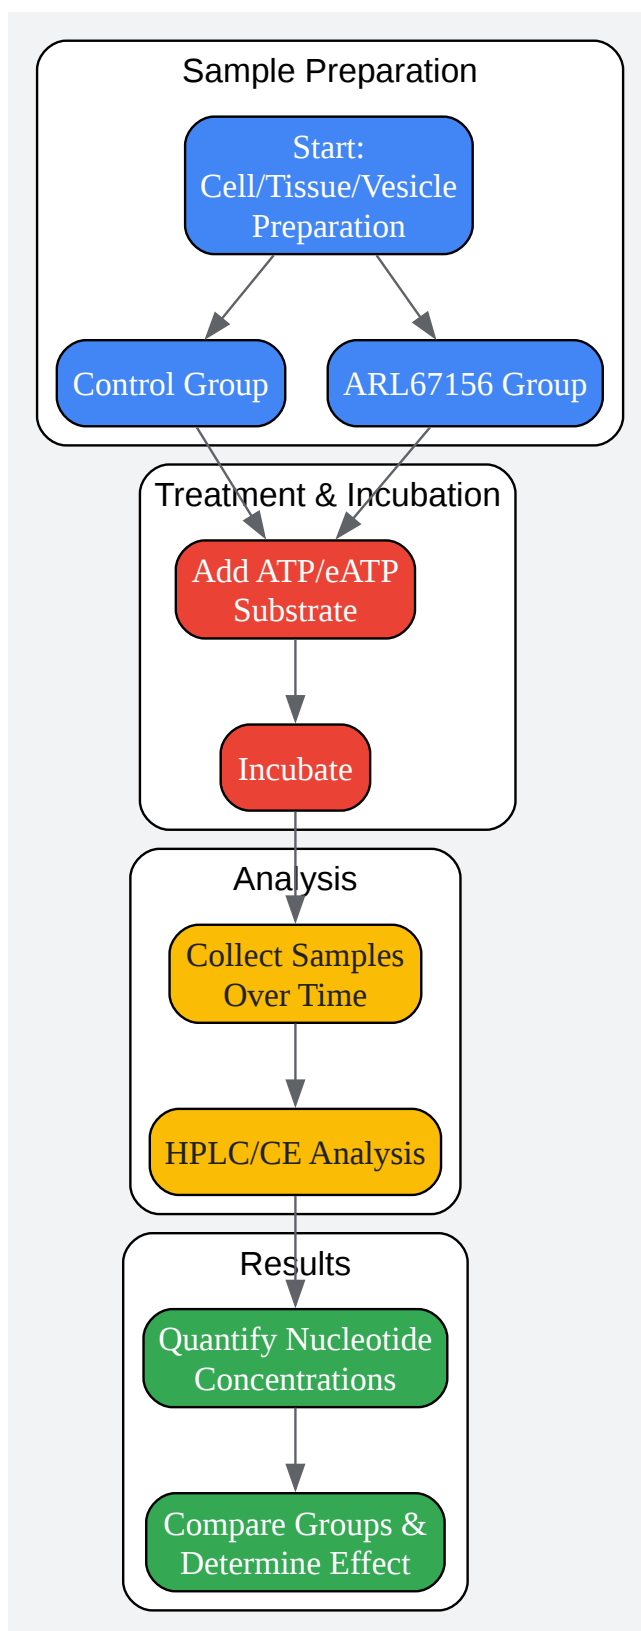 Sample Preparation
Start:
Cell/Tissue/Vesicle
Preparation
Control Group
ARL67156 Group
Treatment & Incubation
Add ATP/eATP
Substrate
Incubate
Analysis
Collect Samples
Over Time
HPLC/CE Analysis
Results
Quantify Nucleotide
Concentrations
Compare Groups &
Determine Effect